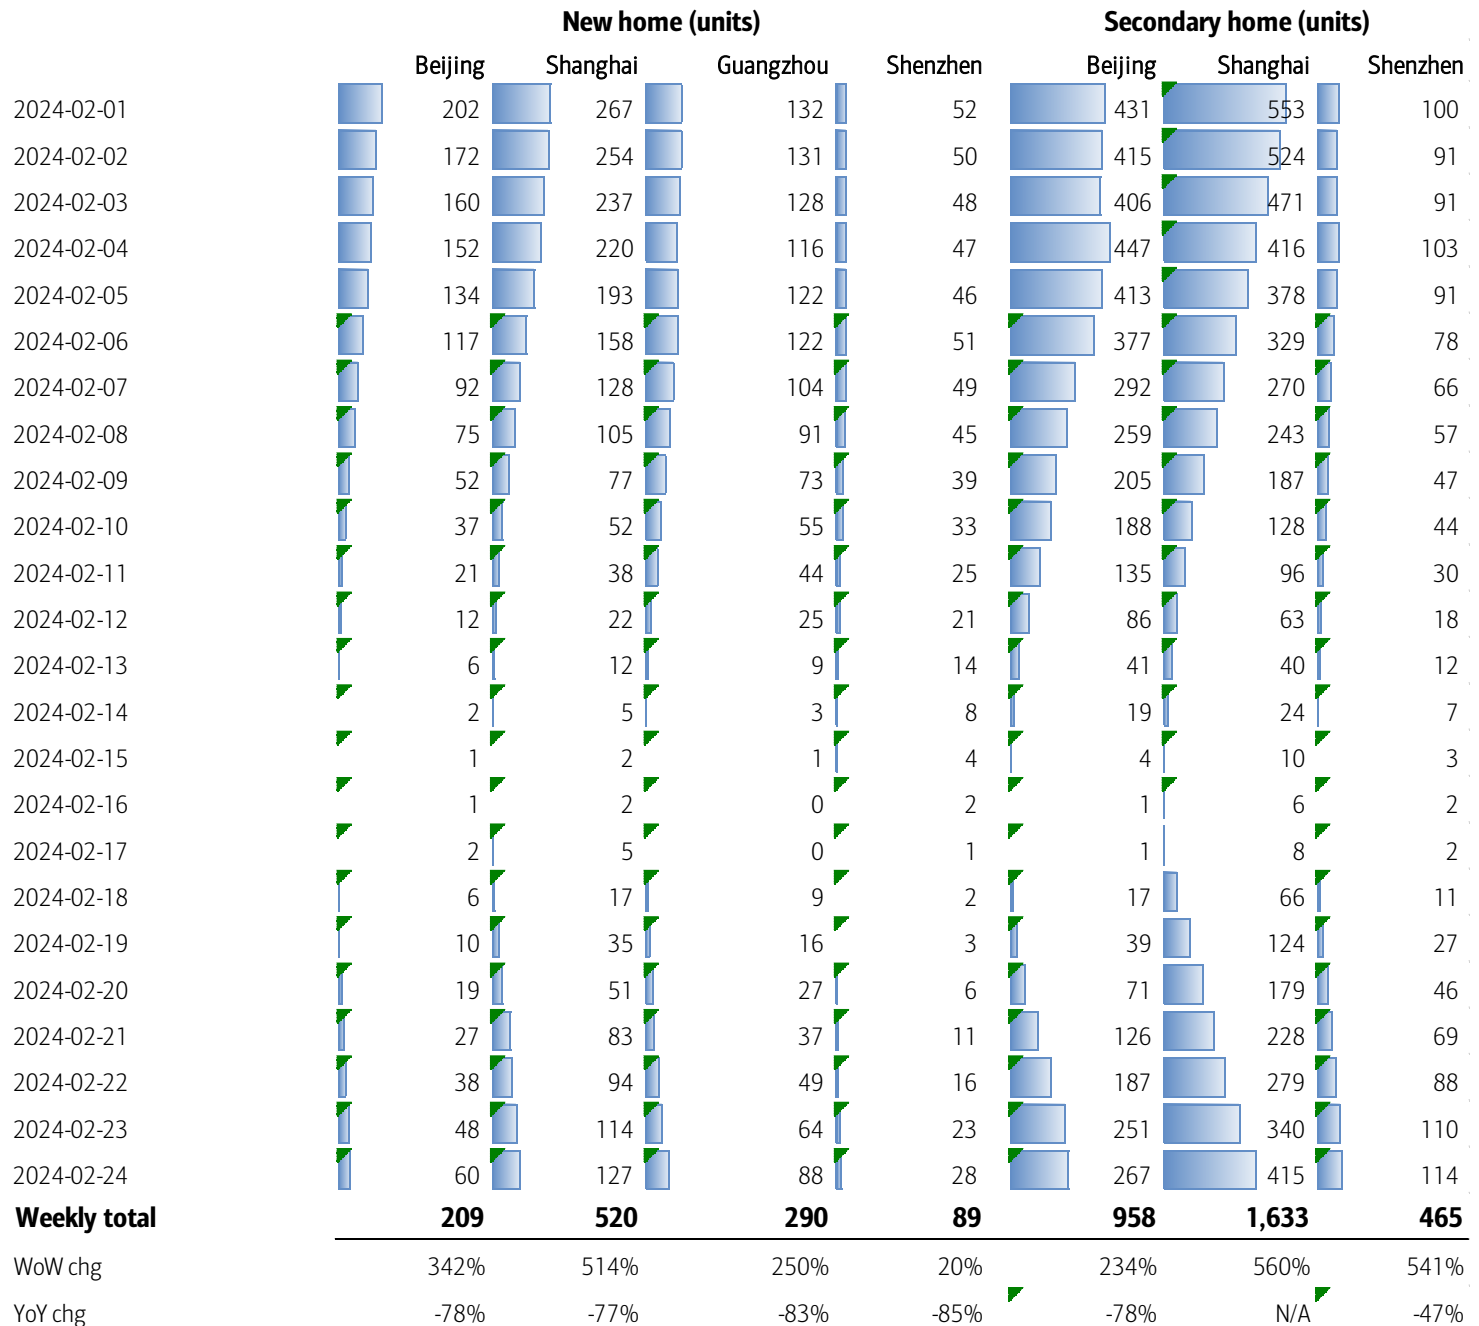 New home (units) Secondary home (units)
Beijing Shanghai Guangzhou Shenzhen Beijing Shanghai Shenzhen
2024-02-01 202 267 132 52 431 553 100
2024-02-02 172 254 131 50 415 524 91
2024-02-03 160 237 128 48 406 471 91
2024-02-04 152 220 116 47 447 416 103
2024-02-05 134 193 122 46 413 378 91
2024-02-06 117 158 122 51 377 329 78
2024-02-07 92 128 104 49 292 270 66
2024-02-08 75 105 91 45 259 243 57
2024-02-09 52 77 73 39 205 187 47
2024-02-10 37 52 55 33 188 128 44
2024-02-11 21 38 44 25 135 96 30
2024-02-12 12 22 25 21 86 63 18
2024-02-13 6 12 9 14 41 40 12
2024-02-14 2 5 3 8 19 24 7
2024-02-15 1 2 1 4 4 10 3
2024-02-16 1 2 0 2 1 6 2
2024-02-17 2 5 0 1 1 8 2
2024-02-18 6 17 9 2 17 66 11
2024-02-19 10 35 16 3 39 124 27
2024-02-20 19 51 27 6 71 179 46
2024-02-21 27 83 37 11 126 228 69
2024-02-22 38 94 49 16 187 279 88
2024-02-23 48 114 64 23 251 340 110
2024-02-24 60 127 88 28 267 415 114
Weekly total 209 520 290 89 958 1,633 465
WoW chg 342% 514% 250% 20% 234% 560% 541%
YoY chg -78% -77% -83% -85% -78% N/A -47%